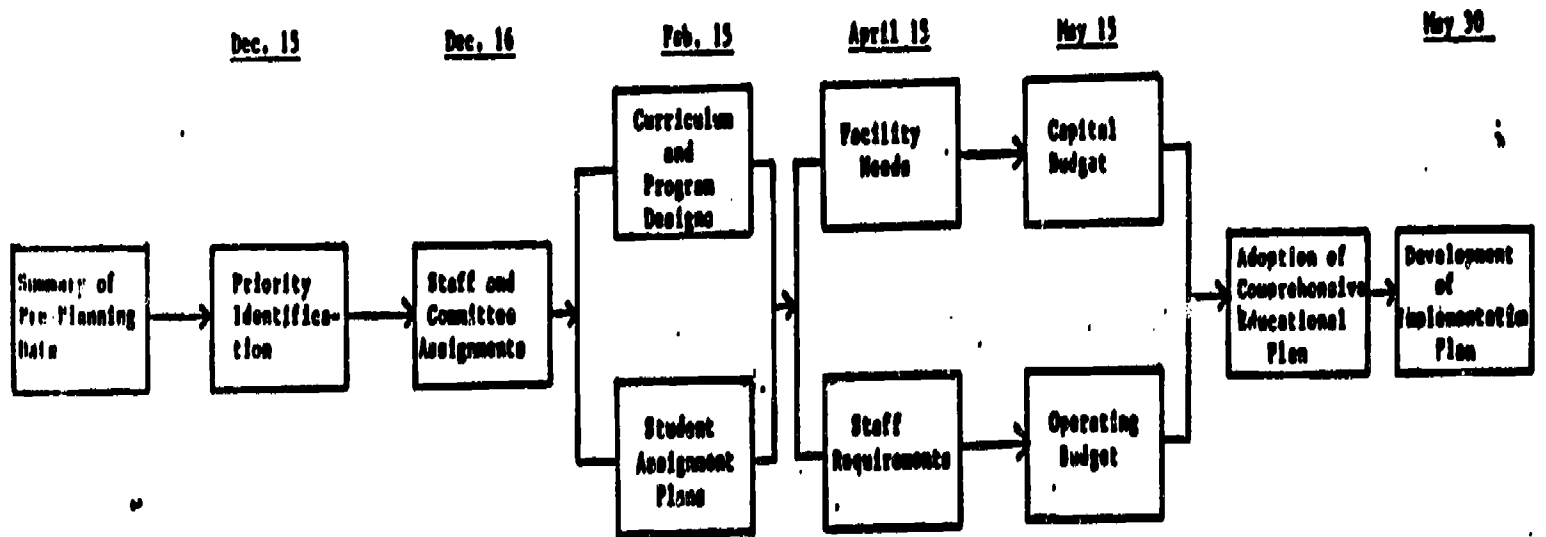 Dec. 15
Dec. 16
Feb. 15
April 15
May 15
May 30
Summary of
Pre-Planning
Data
Priority
Identifica-
tion
Staff and
Committee
Assignments
Curriculum
and
Program
Designs
Student
Assignment
Plans
Facility
Needs
Staff
Requirements
Capital
Budget
Operating
Budget
Adoption of
Comprehensive
Educational
Plan
Development
of
Implementation
Plan